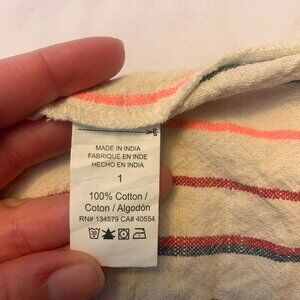 MADE IN INDIA
FABRIQUÉ EN INDE
HECHO EN INDIA
1
100% Cotton /
Coton / Algodón
RN# 134579 CA# 40554